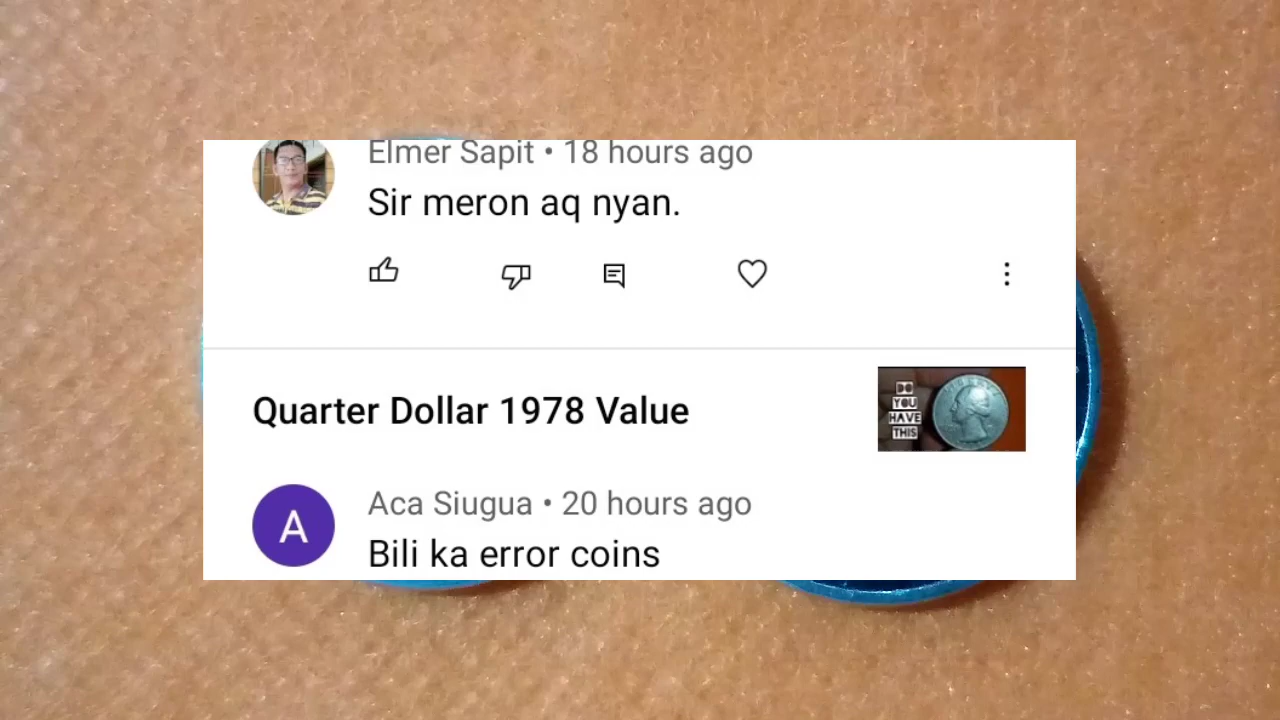 Elmer Sapit • 18 hours ago
Sir meron aq nyan.
Quarter Dollar 1978 Value
DO
YOU
HAVE
THIS
Aca Siugua • 20 hours ago
A
Bili ka error coins